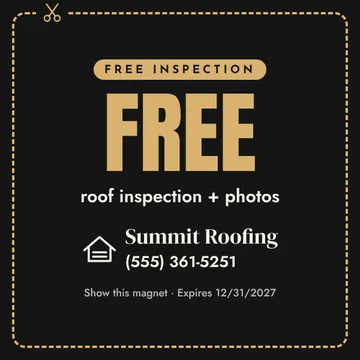 FREE INSPECTION
FREE
roof inspection + photos
Summit Roofing
(555) 361-5251
Show this magnet · Expires 12/31/2027